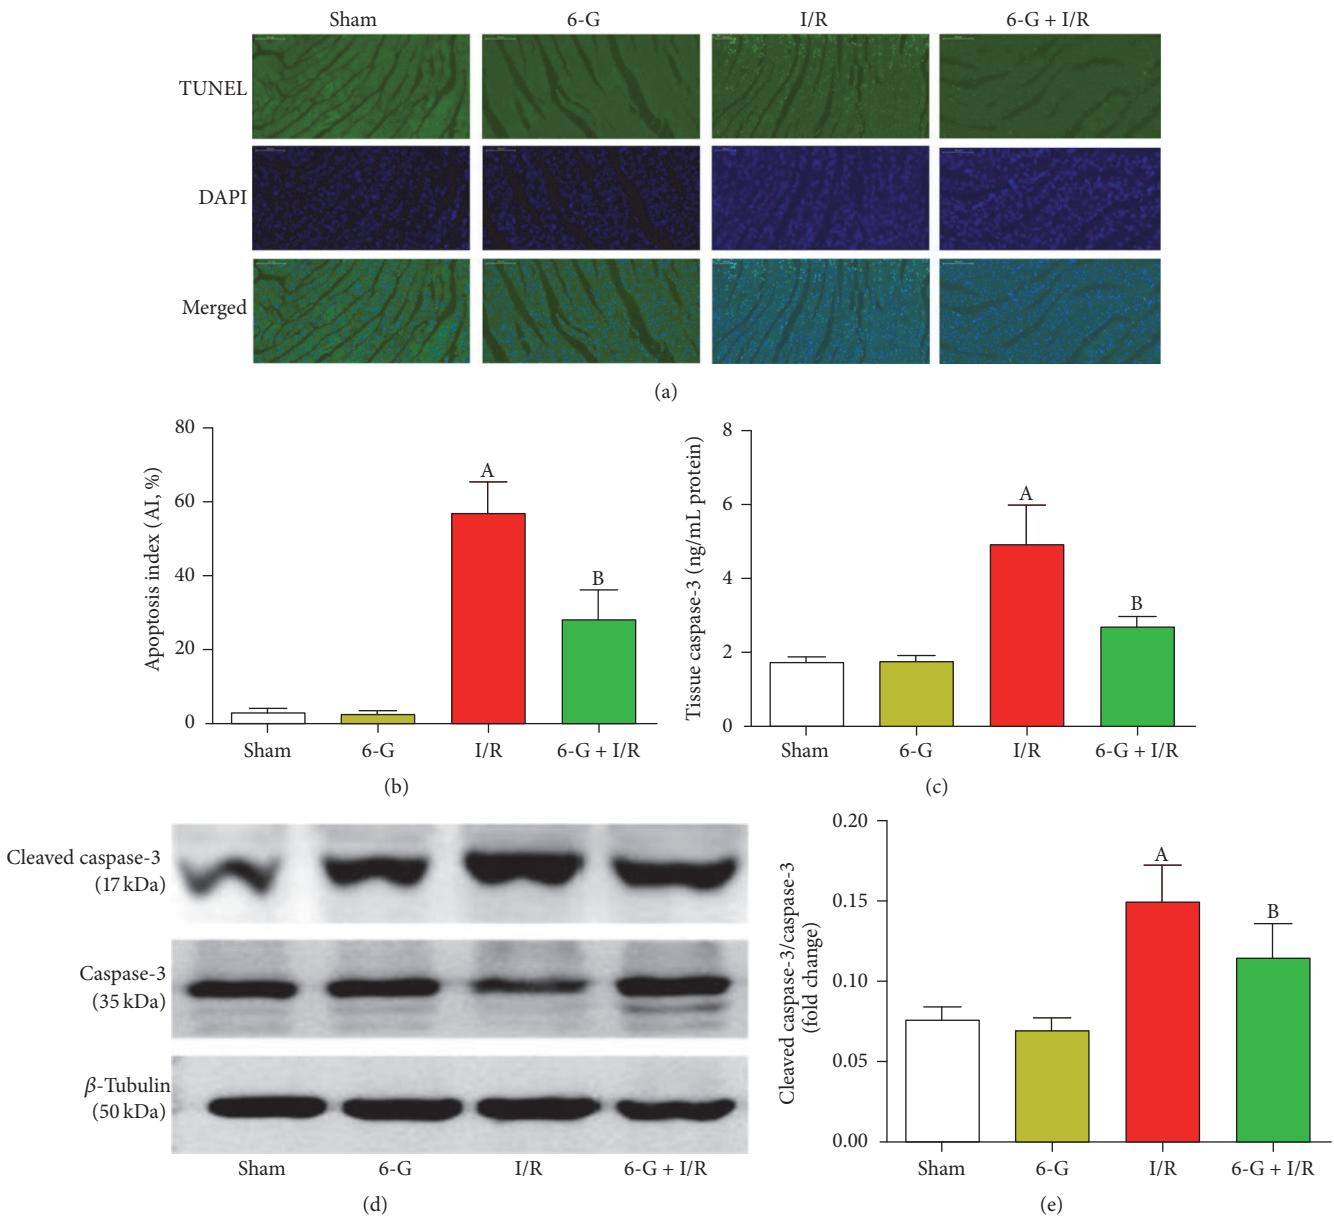 Sham 6-G I/R 6-G + I/R
TUNEL
DAPI
Merged
(a)
80
60
40
20
0
Apoptosis index (AI, %)
A
B
Sham 6-G I/R 6-G + I/R
(b)
8
6
4
2
0
Tissue caspase-3 (ng/mL protein)
A
B
Sham 6-G I/R 6-G + I/R
(c)
Cleaved caspase-3
(17 kDa)
Caspase-3
(35 kDa)
β-Tubulin
(50 kDa)
Sham 6-G I/R 6-G + I/R
(d)
0.20
0.15
0.10
0.05
0.00
Cleaved caspase-3/caspase-3
(fold change)
A
B
Sham 6-G I/R 6-G + I/R
(e)